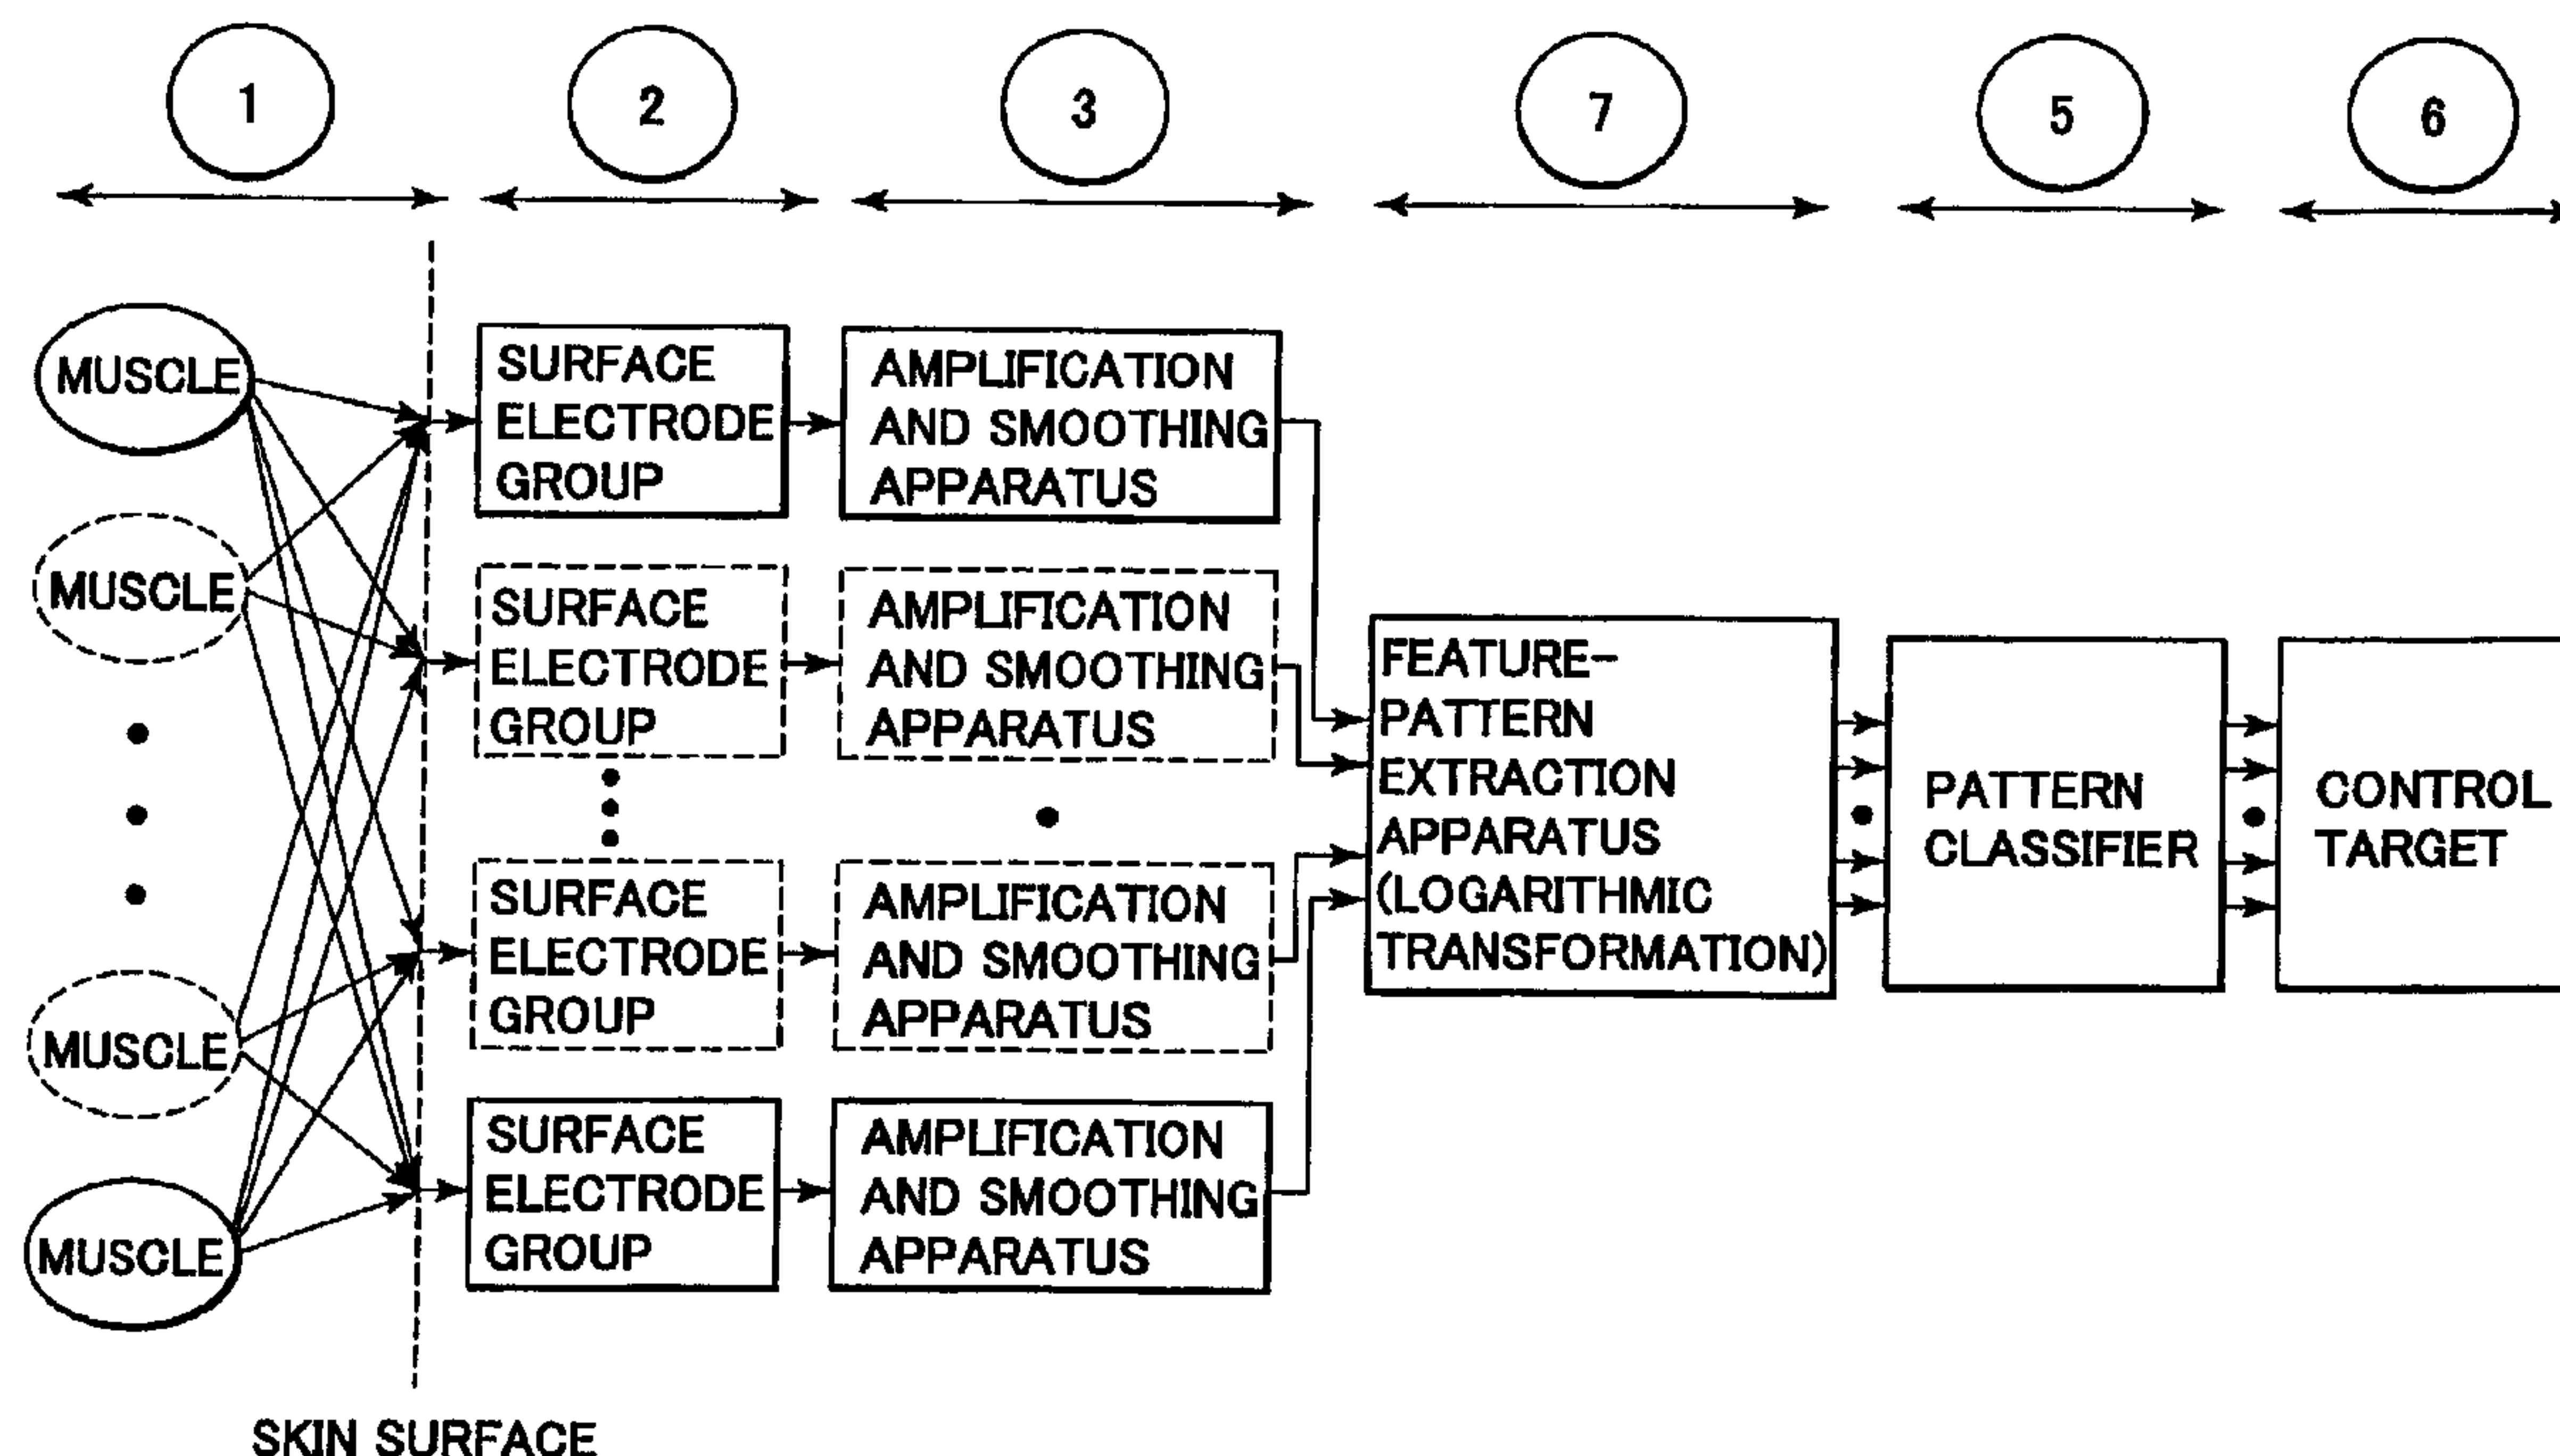 1
2
3
7
5
6
MUSCLE
MUSCLE
MUSCLE
MUSCLE
SKIN SURFACE
SURFACE
ELECTRODE
GROUP
SURFACE
ELECTRODE
GROUP
SURFACE
ELECTRODE
GROUP
SURFACE
ELECTRODE
GROUP
AMPLIFICATION
AND SMOOTHING
APPARATUS
AMPLIFICATION
AND SMOOTHING
APPARATUS
AMPLIFICATION
AND SMOOTHING
APPARATUS
AMPLIFICATION
AND SMOOTHING
APPARATUS
FEATURE-
PATTERN
EXTRACTION
APPARATUS
(LOGARITHMIC
TRANSFORMATION)
PATTERN
CLASSIFIER
CONTROL
TARGET